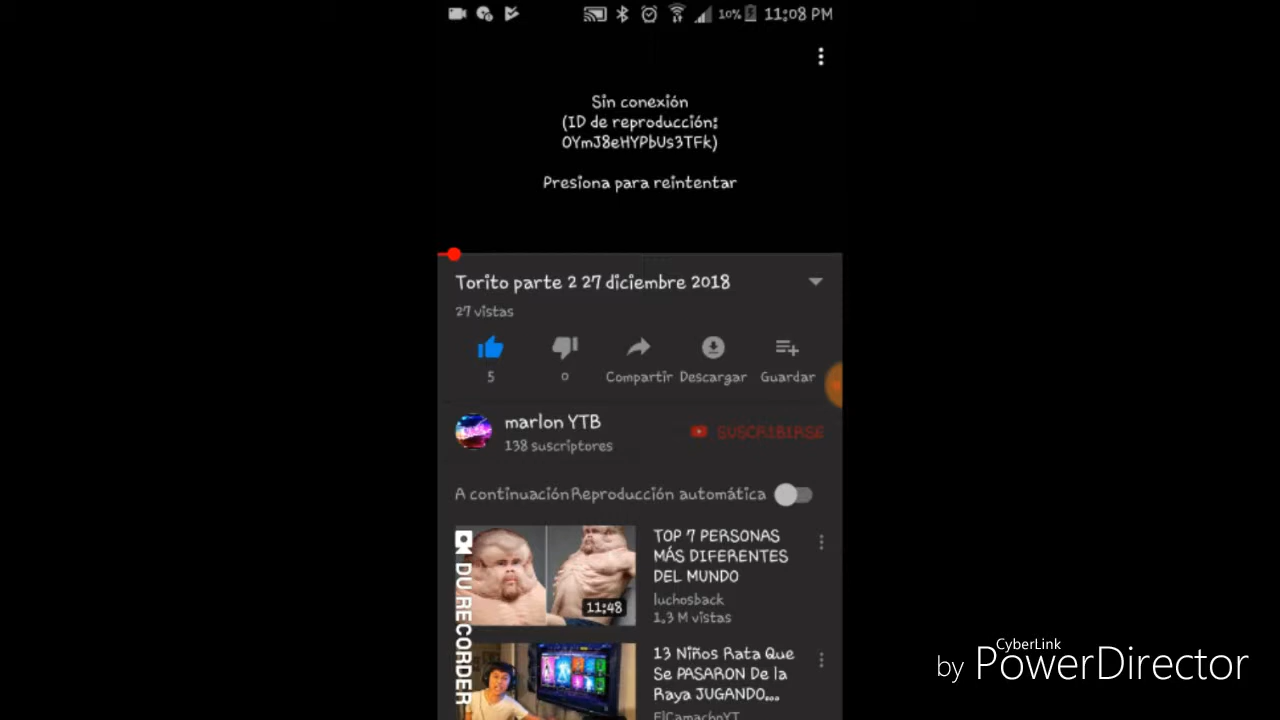 10% 11:08 PM
Sin conexión
(ID de reproducción:
OYmJ8eHYPbUs3TFk)
Presiona para reintentar
Torito parte 2 27 diciembre 2018
27 vistas
5
0
Compartir
Descargar
Guardar
marlon YTB
138 suscriptores
SUSCRIBIRSE
A continuación Reproducción automática
TOP 7 PERSONAS
MÁS DIFERENTES
DEL MUNDO
luchosback
1,3 M vistas
11:48
DU RECORDER
13 Niños Rata Que
Se PASARON De la
Raya JUGANDO...
ElCamachoYT
CyberLink
by PowerDirector